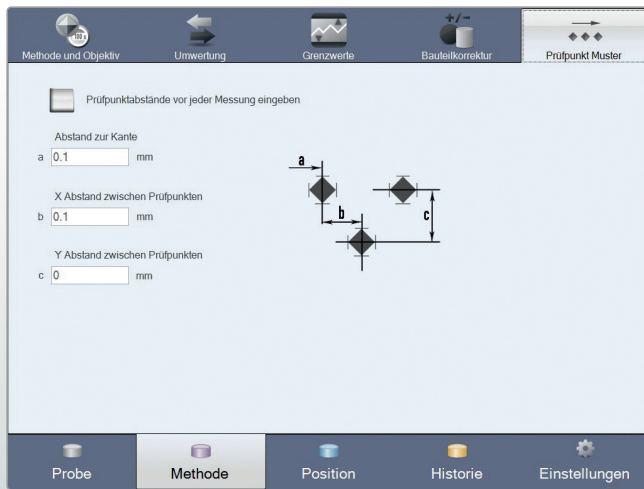 100 x
+/-
Methode und Objektiv Umwertung Grenzwerte Bauteilkorrektur Prüfpunkt Muster
Prüfpunktabstände vor jeder Messung eingeben
Abstand zur Kante
a 0.1 mm
X Abstand zwischen Prüfpunkten
b 0.1 mm
Y Abstand zwischen Prüfpunkten
c 0 mm
a
b
c
Probe Methode Position Historie Einstellungen